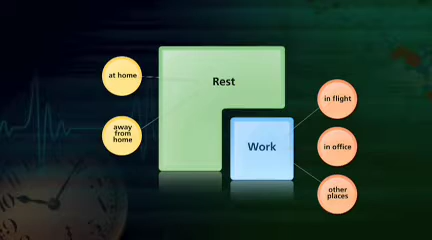 at home
Rest
in flight
away
from
home
Work
in office
other
places